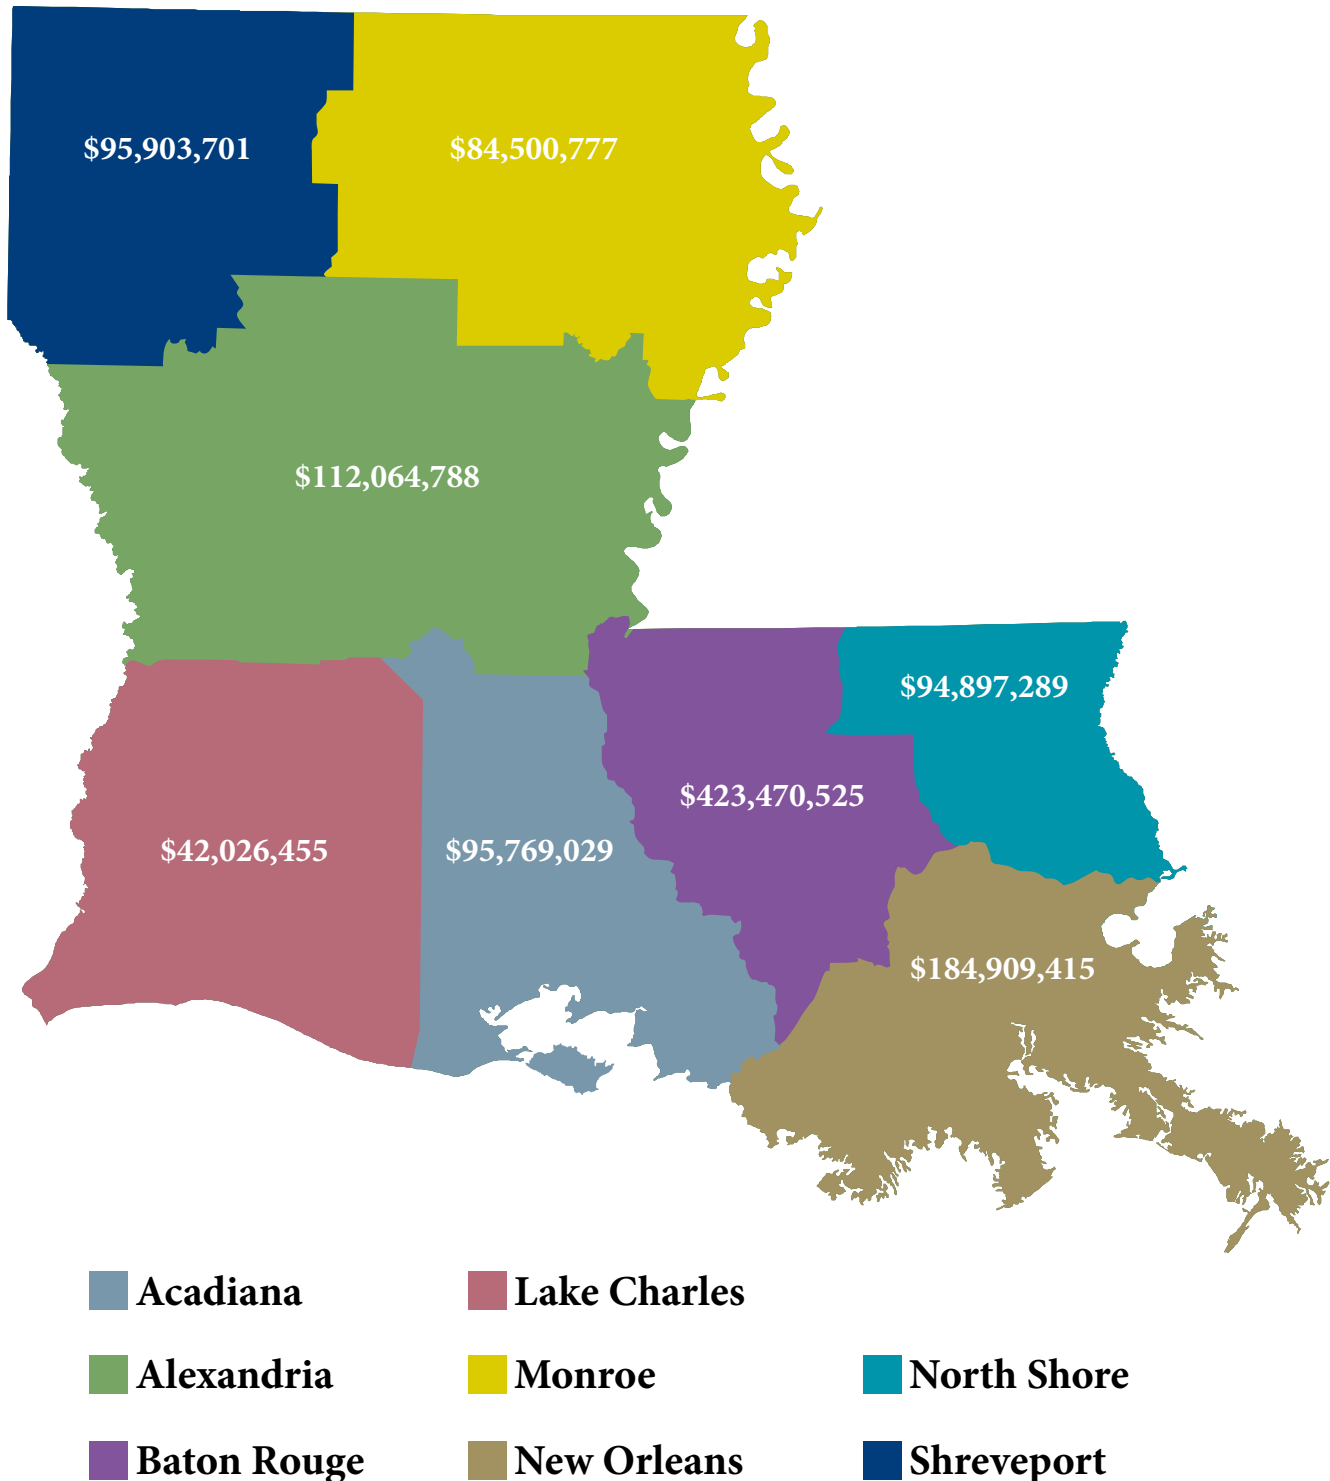 $95,903,701
$84,500,777
$112,064,788
$94,897,289
$423,470,525
$42,026,455
$95,769,029
$184,909,415
Acadiana
Lake Charles
Alexandria
Monroe
North Shore
Baton Rouge
New Orleans
Shreveport